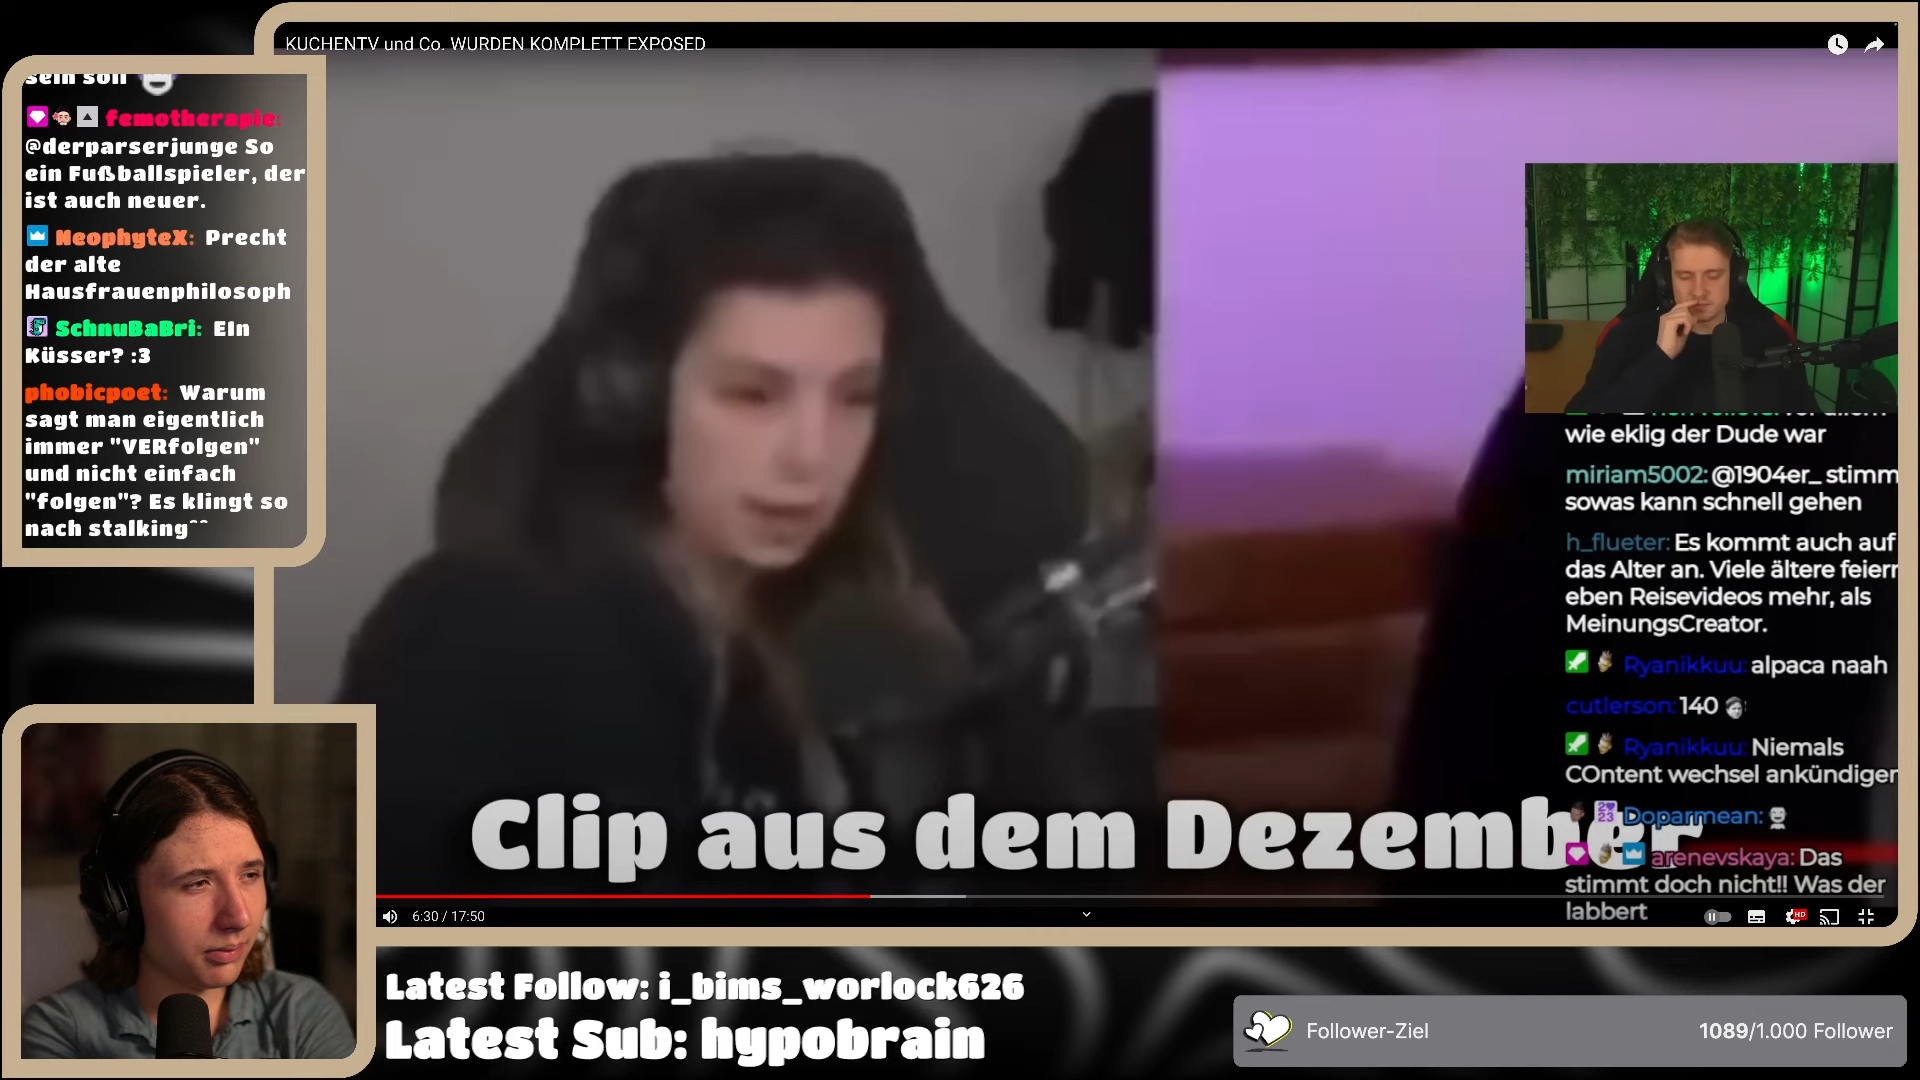 KUCHENTV und Co. WURDEN KOMPLETT EXPOSED
sein soll
femotherapie:
@derparserjunge So
ein Fußballspieler, der
ist auch neuer.
NeophyteX: Precht
der alte
Hausfrauenphilosoph
SchnuBaBri: EIn
Küsser? :3
phobicpoet: Warum
sagt man eigentlich
immer "VERfolgen"
und nicht einfach
"folgen"? Es klingt so
nach stalking^^
wie eklig der Dude war
miriam5002: @1904er_ stimm
sowas kann schnell gehen
h_flueter: Es kommt auch auf
das Alter an. Viele ältere feiern
eben Reisevideos mehr, als
MeinungsCreator.
Ryanikkuu: alpaca naah
cutlerson: 140
Ryanikkuu: Niemals
COntent wechsel ankündigen
Doparmean:
arenevskaya: Das
stimmt doch nicht!! Was der
labbert
Clip aus dem Dezember
6:30 / 17:50
HD
Latest Follow: i_bims_worlock626
Latest Sub: hypobrain
Follower-Ziel
1089/1.000 Follower